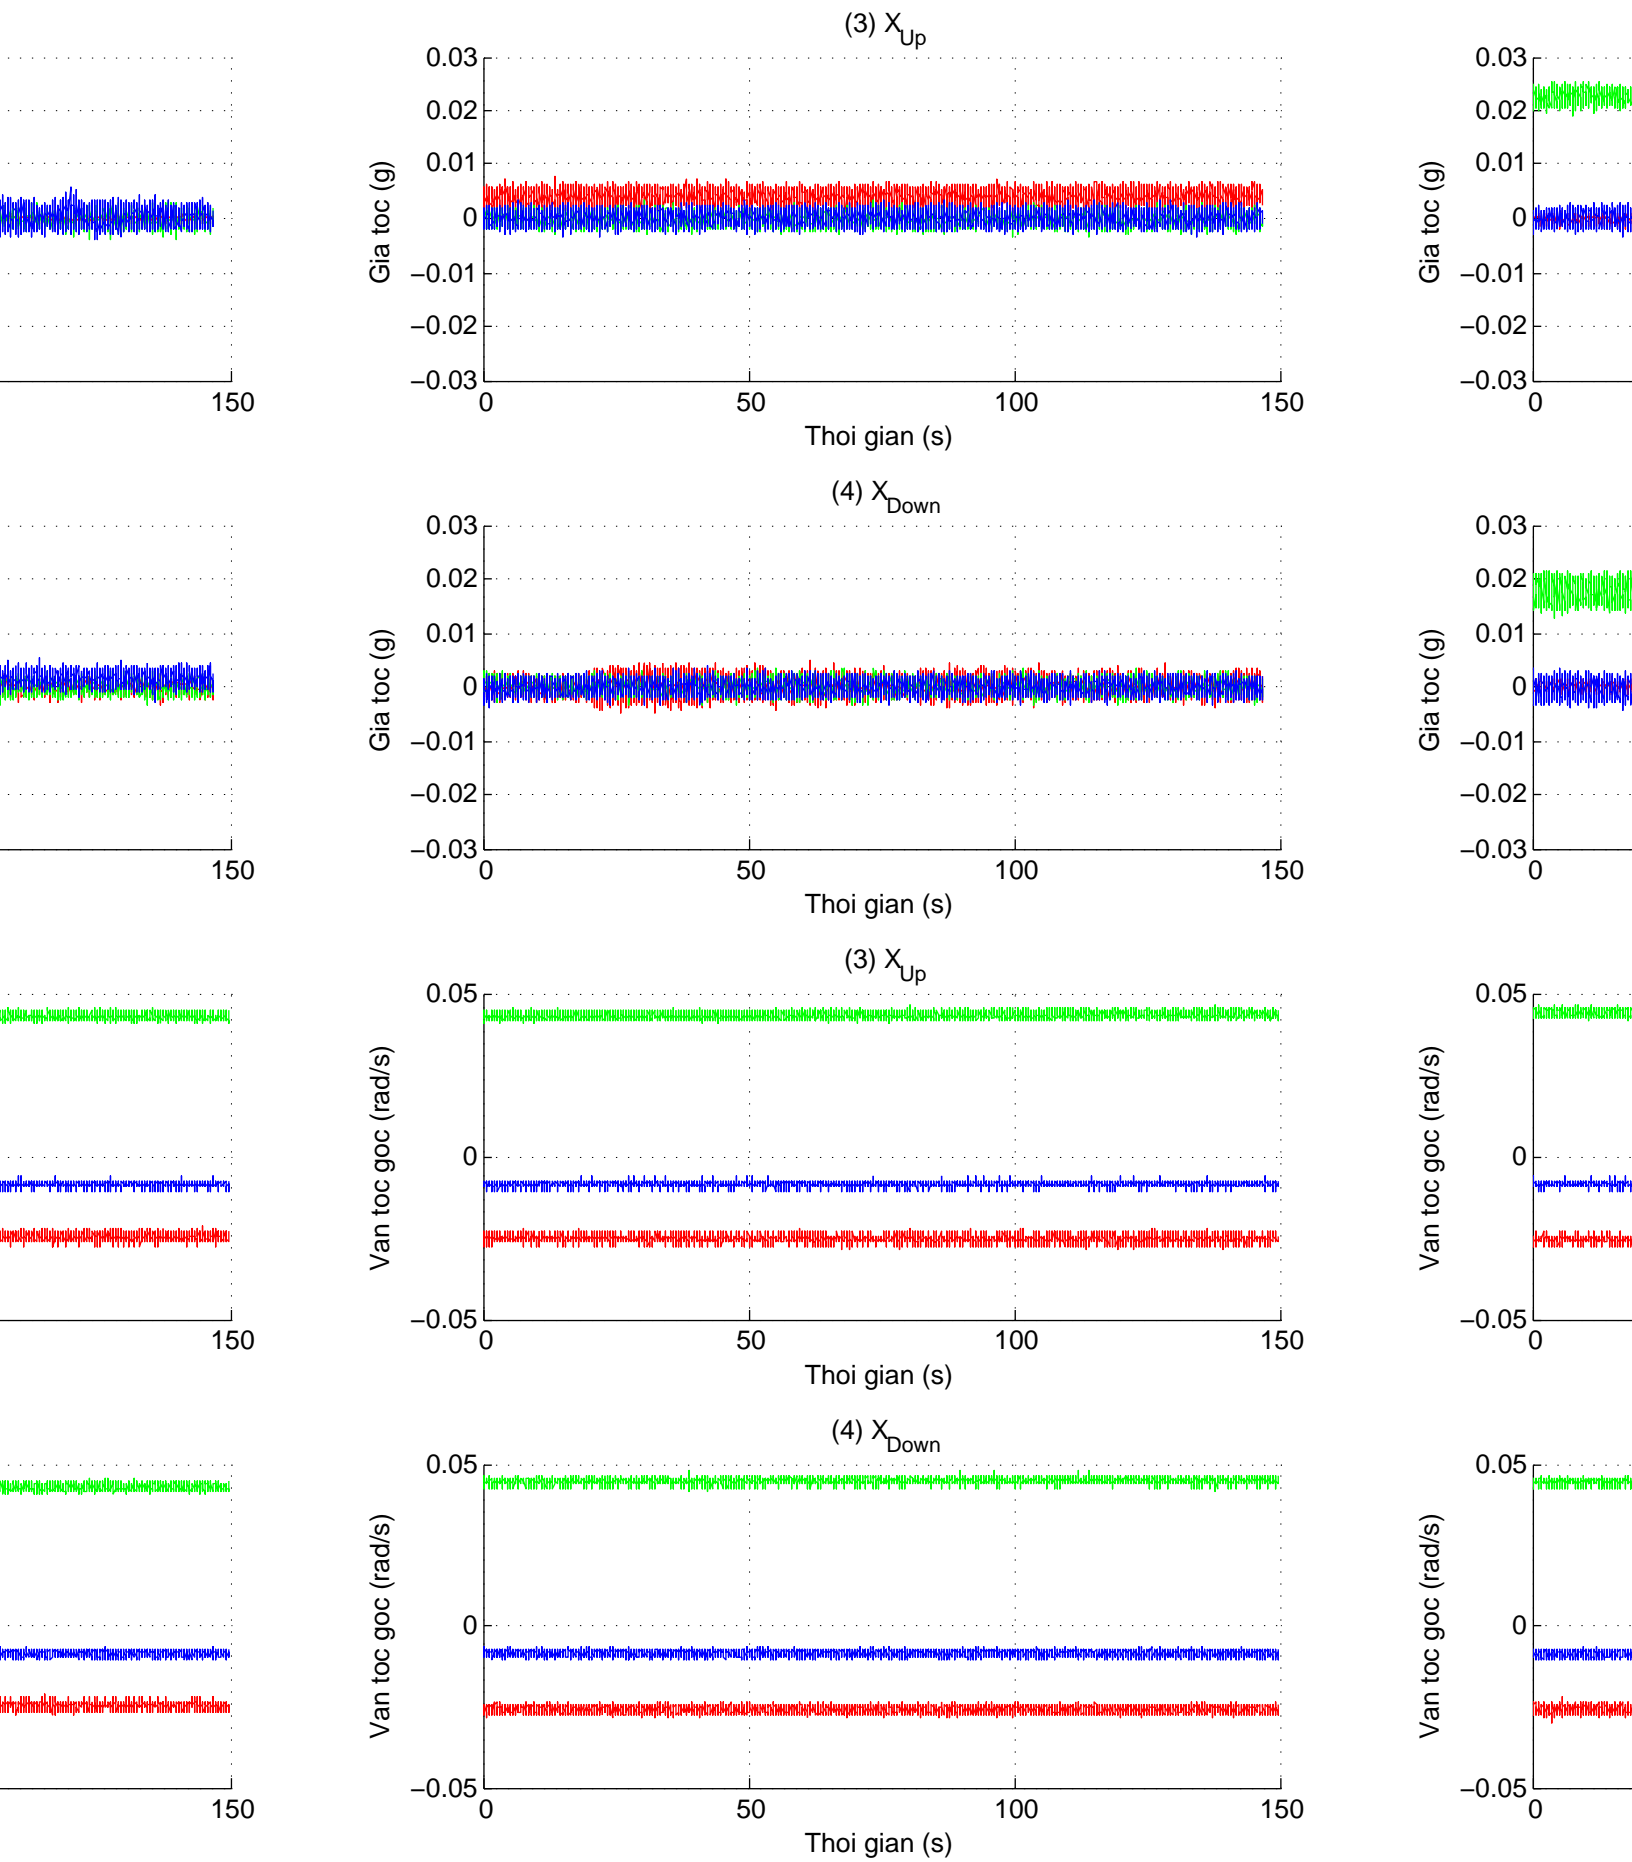 (3) X_Up
0.03
0.02
0.01
0
−0.01
−0.02
−0.03
Gia toc (g)
0 50 100 150
Thoi gian (s)
150
0.03
0.02
0.01
0
−0.01
−0.02
−0.03
Gia toc (g)
0
(4) X_Down
0.03
0.02
0.01
0
−0.01
−0.02
−0.03
Gia toc (g)
0 50 100 150
Thoi gian (s)
150
0.03
0.02
0.01
0
−0.01
−0.02
−0.03
Gia toc (g)
0
(3) X_Up
0.05
0
−0.05
Van toc goc (rad/s)
0 50 100 150
Thoi gian (s)
150
0.05
0
−0.05
Van toc goc (rad/s)
0
(4) X_Down
0.05
0
−0.05
Van toc goc (rad/s)
0 50 100 150
Thoi gian (s)
150
0.05
0
−0.05
Van toc goc (rad/s)
0